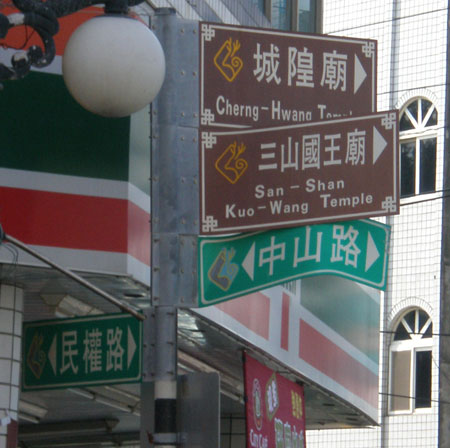 城隍廟
Cherng-Hwang Temple
三山國王廟
San-Shan
Kuo-Wang Temple
中山路
民權路